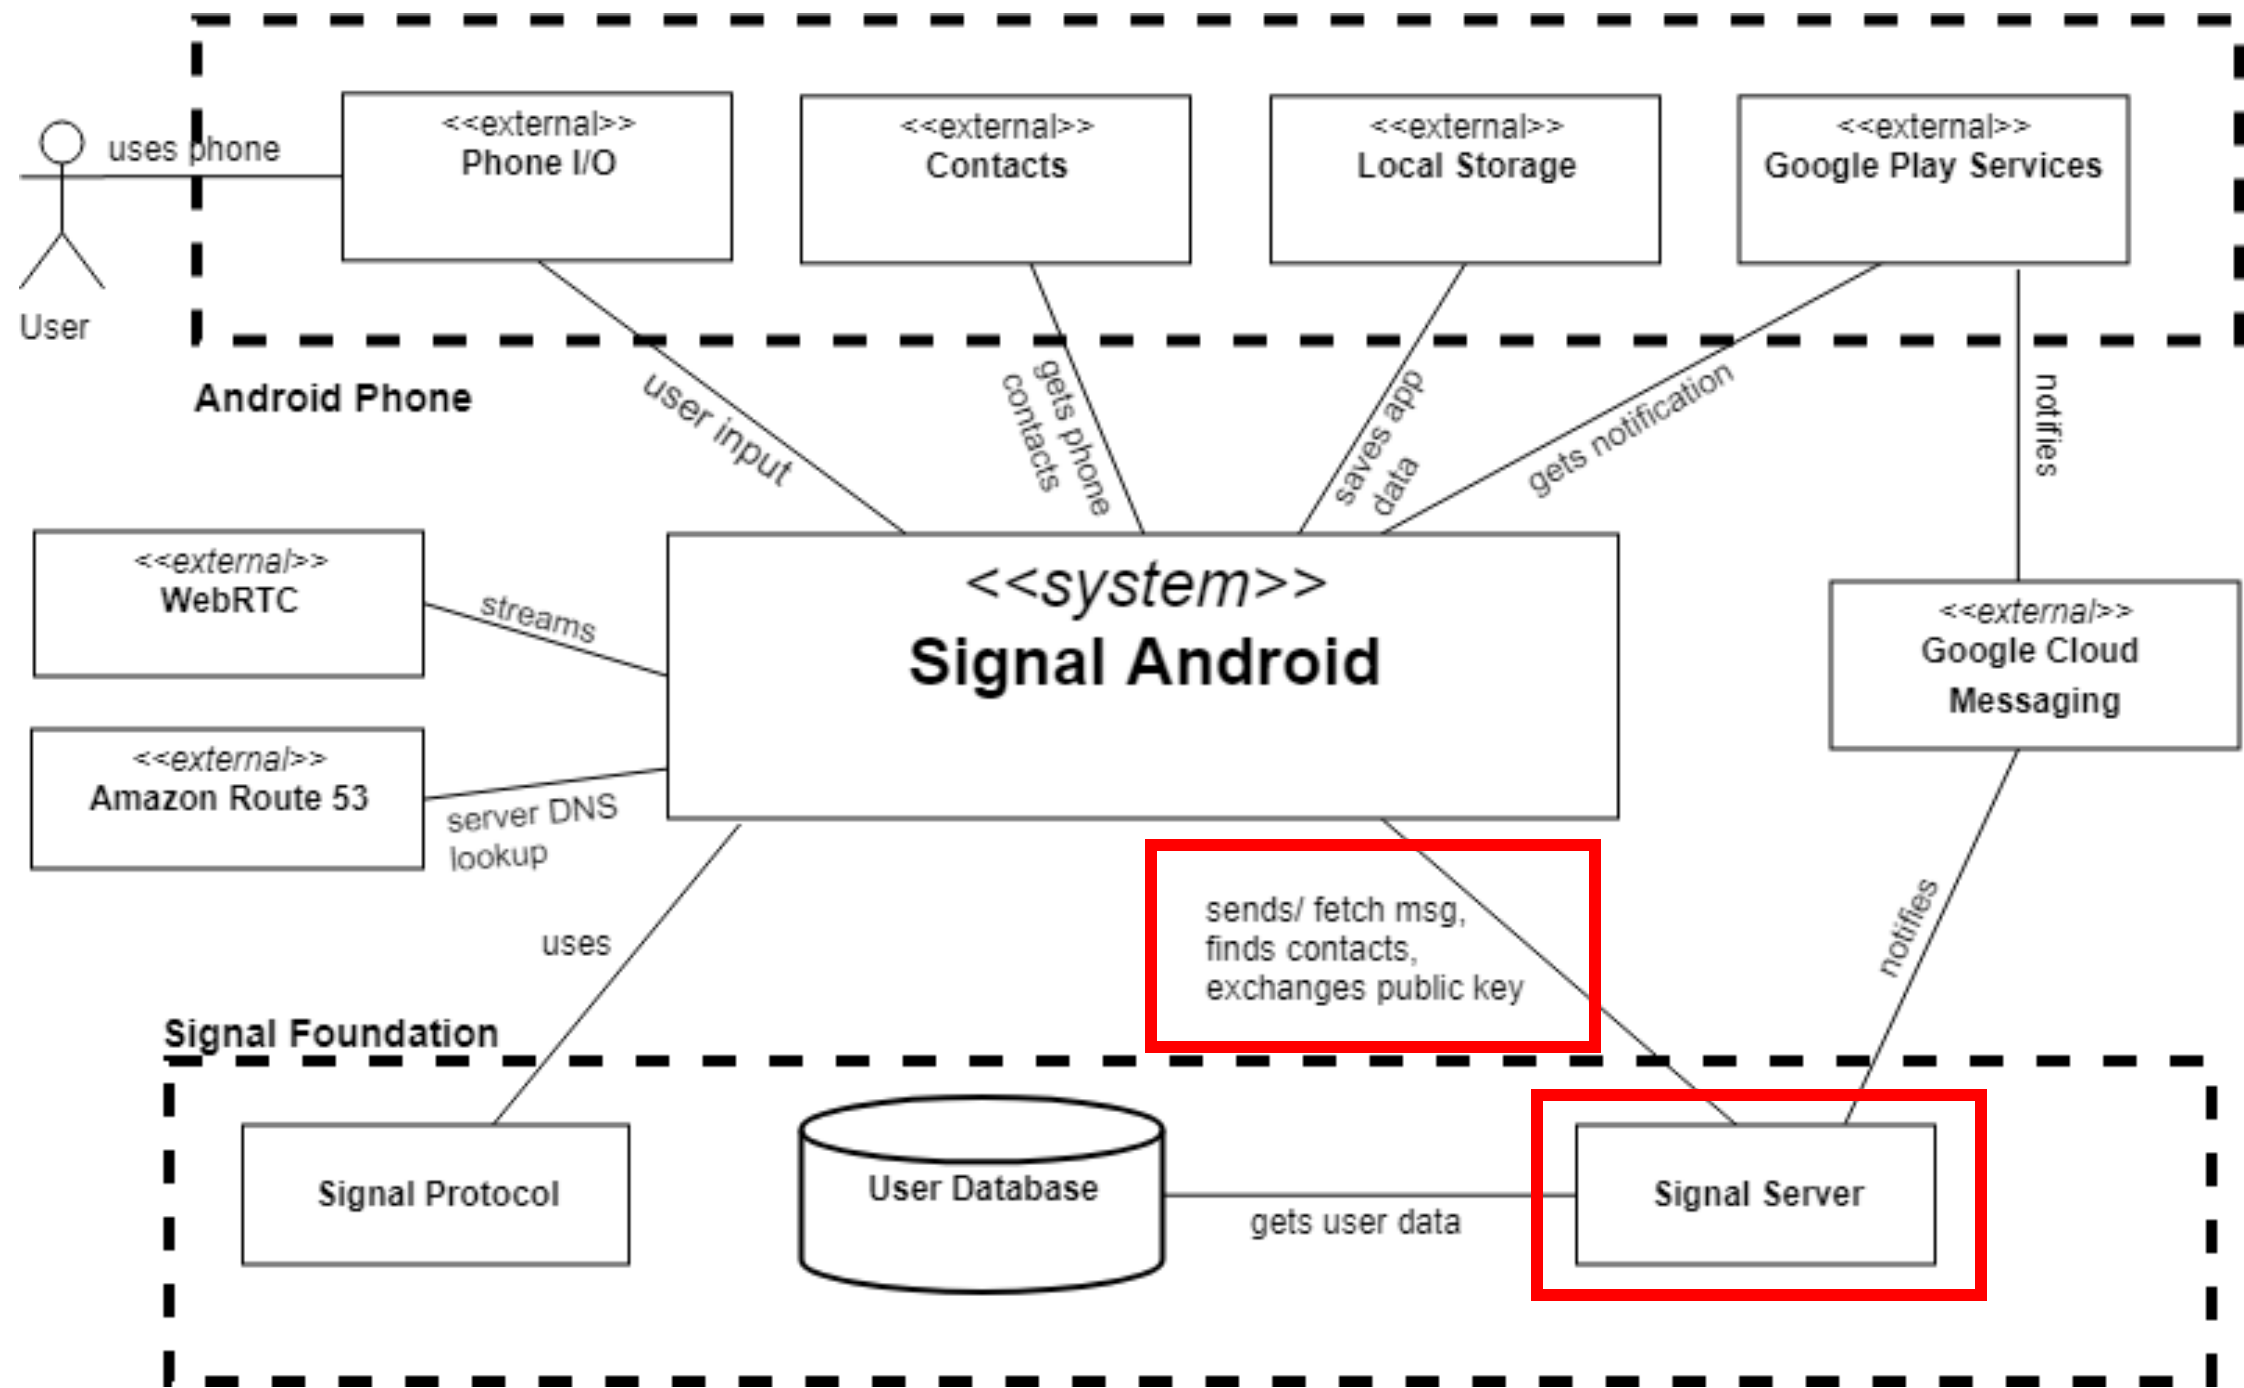 <<external>>
Phone I/O
<<external>>
Contacts
<<external>>
Local Storage
<<external>>
Google Play Services
uses phone
User
Android Phone
user input
gets phone
contacts
saves app
data
gets notification
notifies
<<external>>
WebRTC
streams
<<system>>
Signal Android
<<external>>
Google Cloud
Messaging
<<external>>
Amazon Route 53
server DNS
lookup
uses
sends/ fetch msg,
finds contacts,
exchanges public key
notifies
Signal Foundation
Signal Protocol
User Database
gets user data
Signal Server